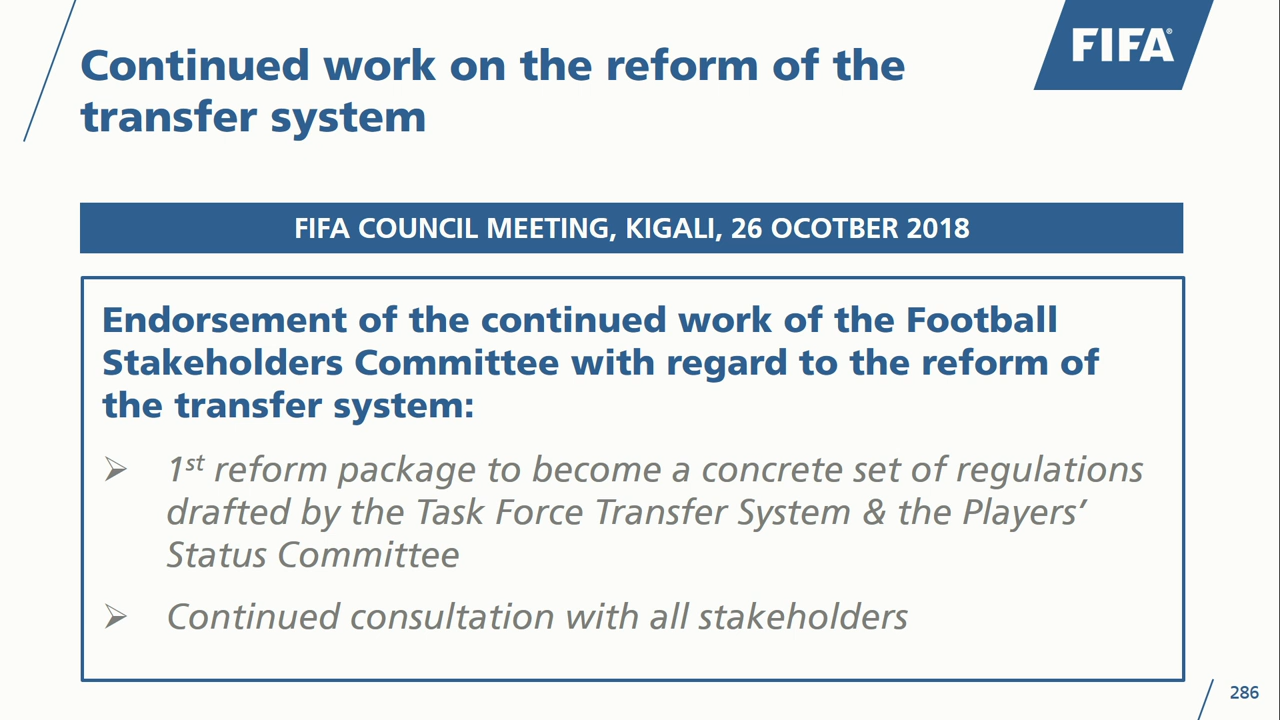 Continued work on the reform of the
transfer system
FIFA®
FIFA COUNCIL MEETING, KIGALI, 26 OCOTBER 2018
Endorsement of the continued work of the Football
Stakeholders Committee with regard to the reform of
the transfer system:
1st reform package to become a concrete set of regulations
drafted by the Task Force Transfer System & the Players’
Status Committee
Continued consultation with all stakeholders
286